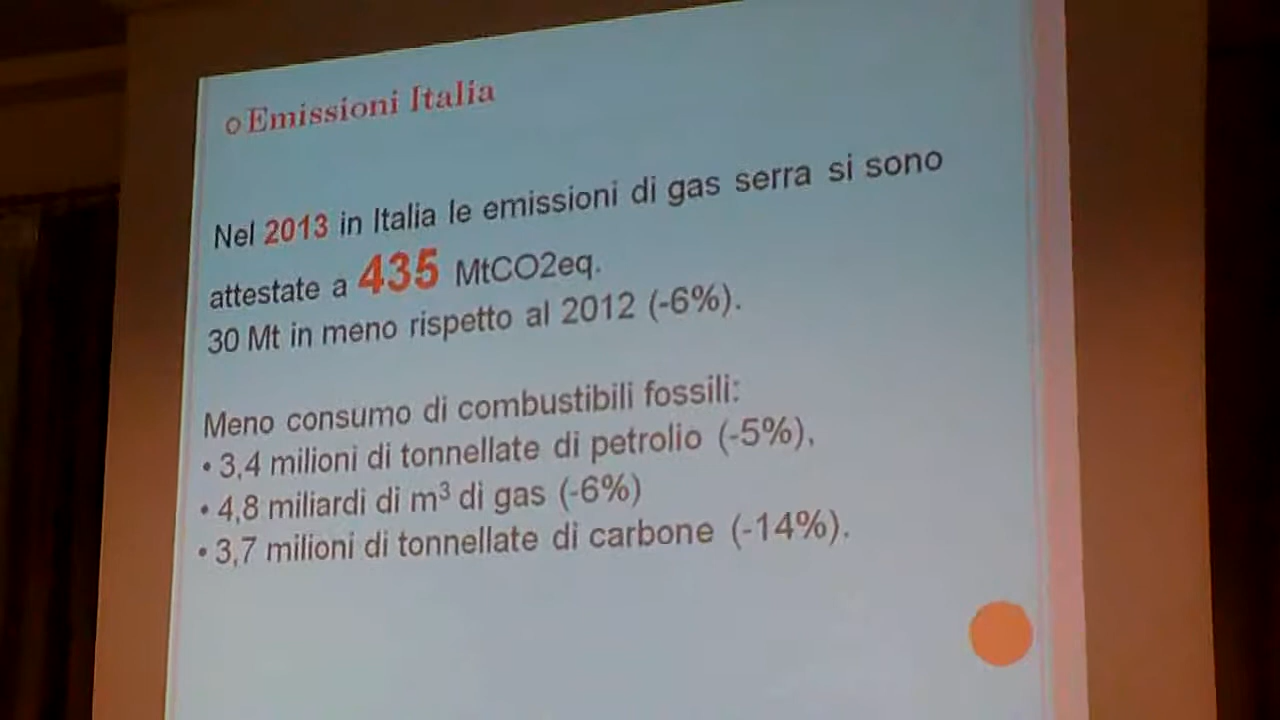 Emissioni Italia
Nel 2013 in Italia le emissioni di gas serra si sono
attestate a 435 MtCO2eq.
30 Mt in meno rispetto al 2012 (-6%).
Meno consumo di combustibili fossili:
• 3,4 milioni di tonnellate di petrolio (-5%),
• 4,8 miliardi di m³ di gas (-6%)
• 3,7 milioni di tonnellate di carbone (-14%).